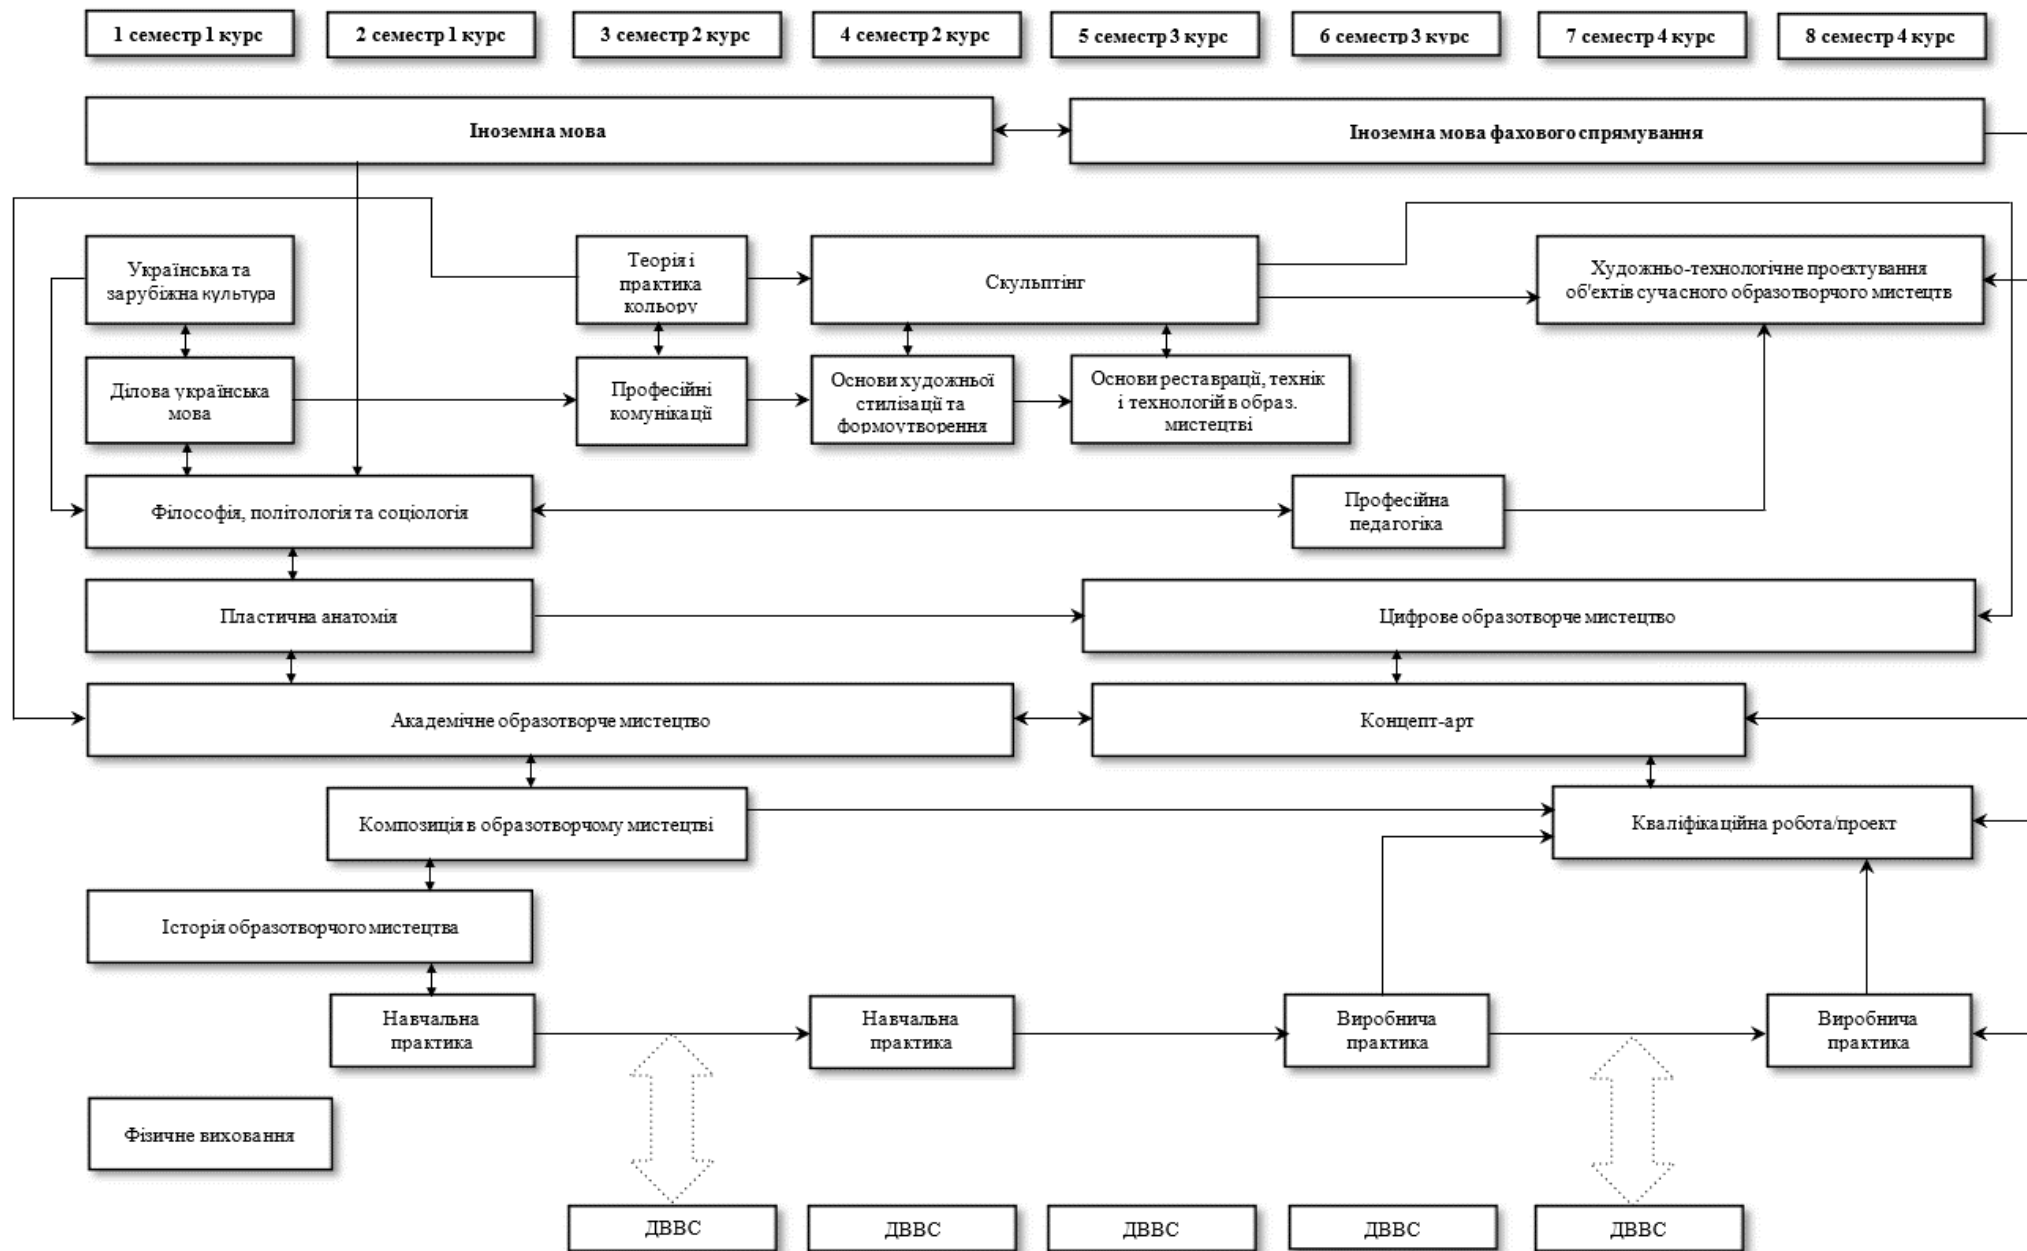 1 семестр 1 курс
2 семестр 1 курс
3 семестр 2 курс
4 семестр 2 курс
5 семестр 3 курс
6 семестр 3 курс
7 семестр 4 курс
8 семестр 4 курс
Іноземна мова
Іноземна мова фахового спрямування
Українська та
зарубіжна культура
Теорія і
практика
кольору
Скульптінг
Художньо-технологічне проєктування
об'єктів сучасного образотворчого мистецтв
Ділова українська
мова
Професійні
комунікації
Основи художньої
стилізації та
формоутворення
Основи реставрації, технік
і технологій в образ.
мистецтві
Філософія, політологія та соціологія
Професійна
педагогіка
Пластична анатомія
Цифрове образотворче мистецтво
Академічне образотворче мистецтво
Концепт-арт
Композиція в образотворчому мистецтві
Кваліфікаційна робота/проект
Історія образотворчого мистецтва
Навчальна
практика
Навчальна
практика
Виробнича
практика
Виробнича
практика
Фізичне виховання
ДВВС
ДВВС
ДВВС
ДВВС
ДВВС